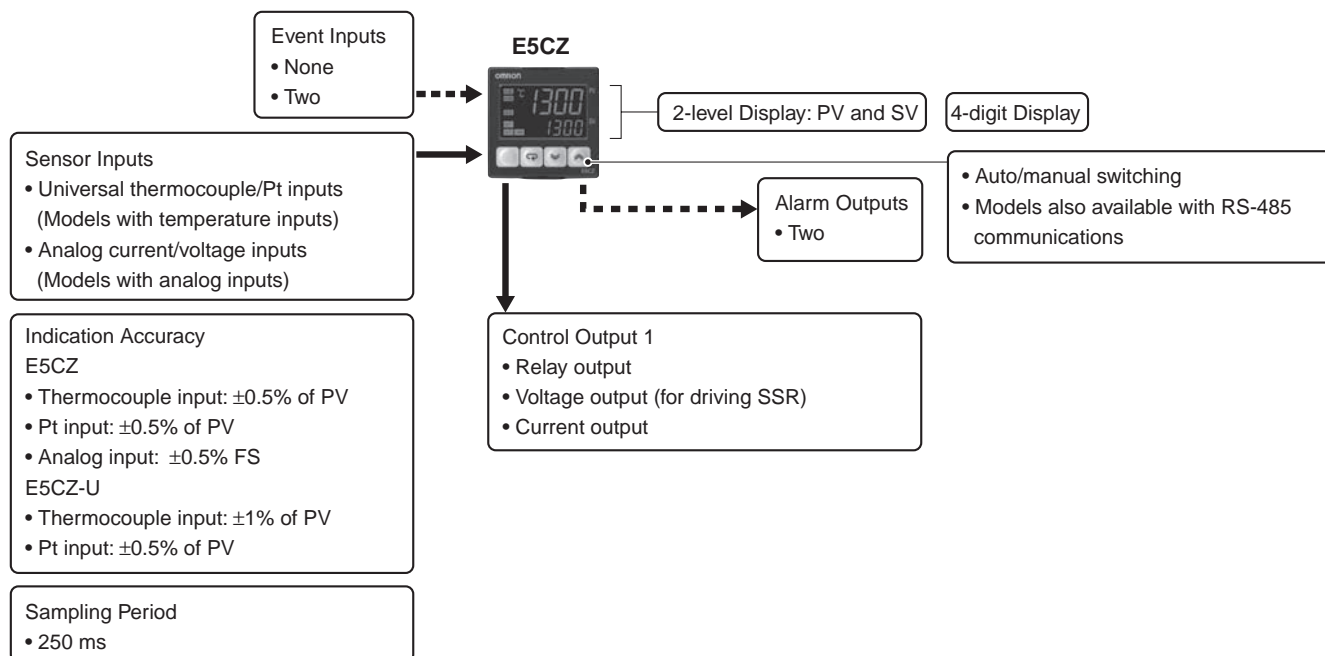 Event Inputs
• None
• Two
E5CZ
OMRON
℃ 1300
1300
E5CZ
2-level Display: PV and SV
4-digit Display
Sensor Inputs
• Universal thermocouple/Pt inputs
(Models with temperature inputs)
• Analog current/voltage inputs
(Models with analog inputs)
• Auto/manual switching
• Models also available with RS-485
communications
Alarm Outputs
• Two
Indication Accuracy
E5CZ
• Thermocouple input: ±0.5% of PV
• Pt input: ±0.5% of PV
• Analog input: ±0.5% FS
E5CZ-U
• Thermocouple input: ±1% of PV
• Pt input: ±0.5% of PV
Control Output 1
• Relay output
• Voltage output (for driving SSR)
• Current output
Sampling Period
• 250 ms